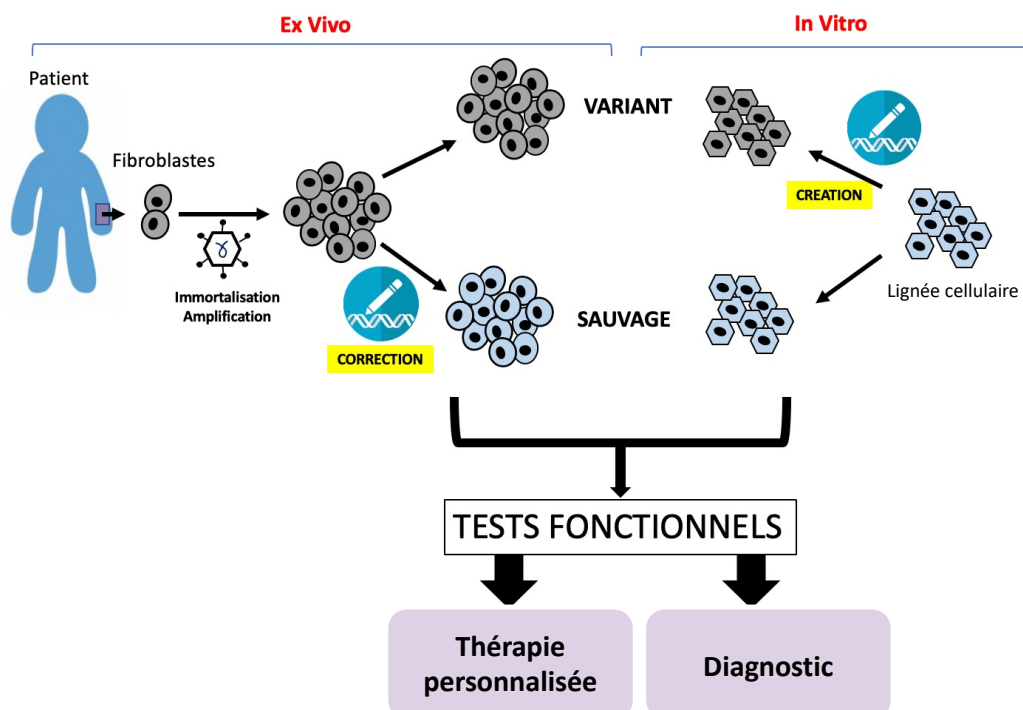 Ex Vivo
In Vitro
Patient
Fibroblastes
VARIANT
CREATION
Immortalisation
Amplification
Lignée cellulaire
SAUVAGE
CORRECTION
TESTS FONCTIONNELS
Thérapie
personnalisée
Diagnostic